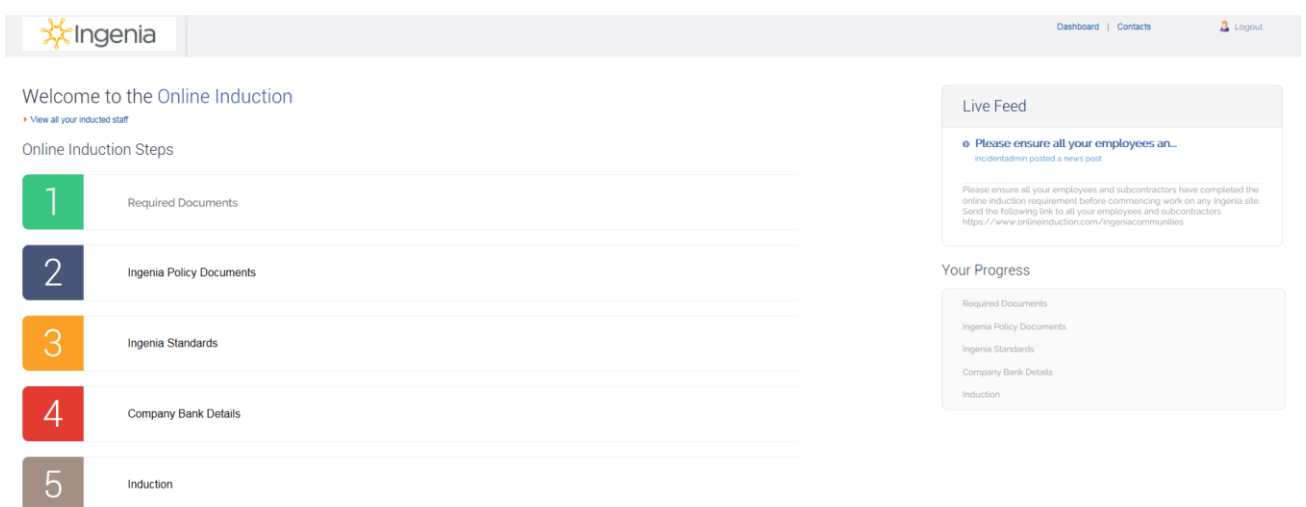 Ingenia
Dashboard | Contacts
Logout
Welcome to the Online Induction
View all your inducted staff
Online Induction Steps
1
Required Documents
2
Ingenia Policy Documents
3
Ingenia Standards
4
Company Bank Details
5
Induction
Live Feed
Please ensure all your employees an...
incidentadmin posted a news post
Please ensure all your employees and subcontractors have completed the
online induction requirement before commencing work on any Ingenia site.
Send the following link to all your employees and subcontractors
https://www.onlineinduction.com/ingeniacommunities
Your Progress
Required Documents
Ingenia Policy Documents
Ingenia Standards
Company Bank Details
Induction